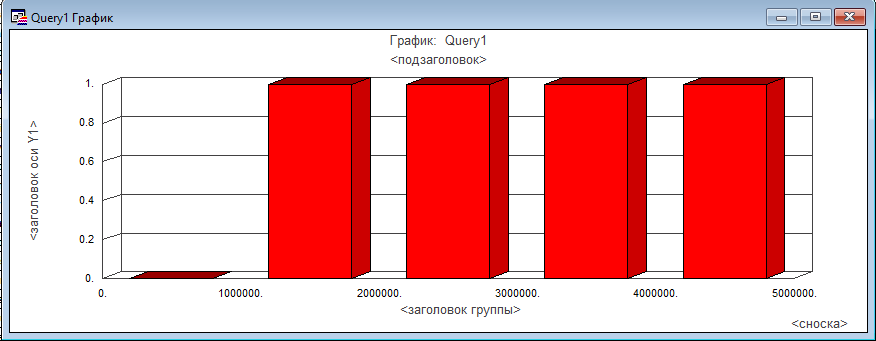 Query1 График
График: Query1
<подзаголовок>
<заголовок оси Y1>
1.
0.8
0.6
0.4
0.2
0.
0.
1000000.
2000000.
3000000.
4000000.
5000000.
<заголовок группы>
<сноска>